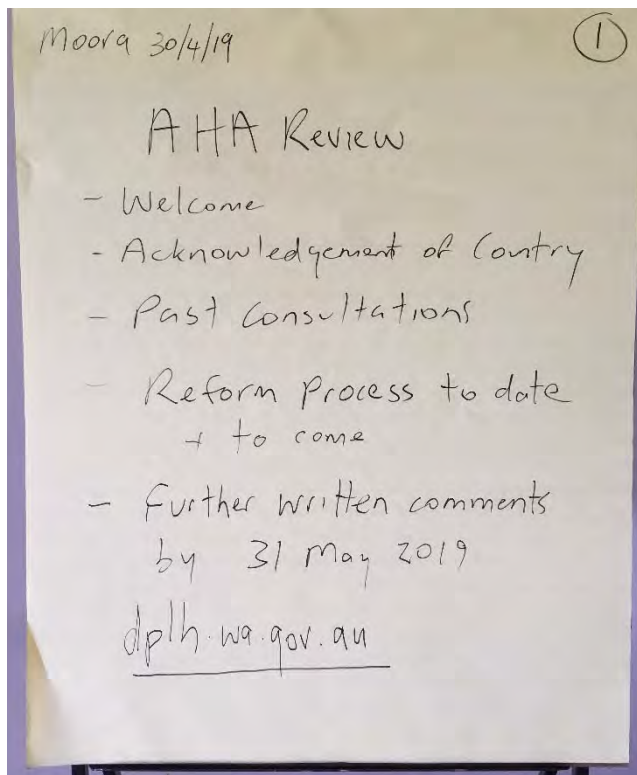 Moora 30/4/19
1
AHA Review
- Welcome
- Acknowledgement of Country
- Past Consultations
- Reform Process to date
+ to come
- Further written comments
by 31 May 2019
dplh.wa.gov.au